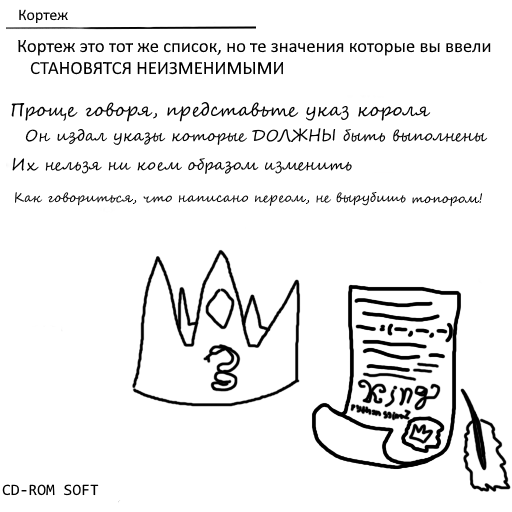 Кортеж
Кортеж это тот же список, но те значения которые вы ввели
СТАНОВЯТСЯ НЕИЗМЕНИМЫМИ
Проще говоря, представьте указ короля
Он издал указы которые ДОЛЖНЫ быть выполнены
Их нельзя ни коем образом изменить
Как говориться, что написано переом, не вырубишь топором!
King
CD-ROM SOFT